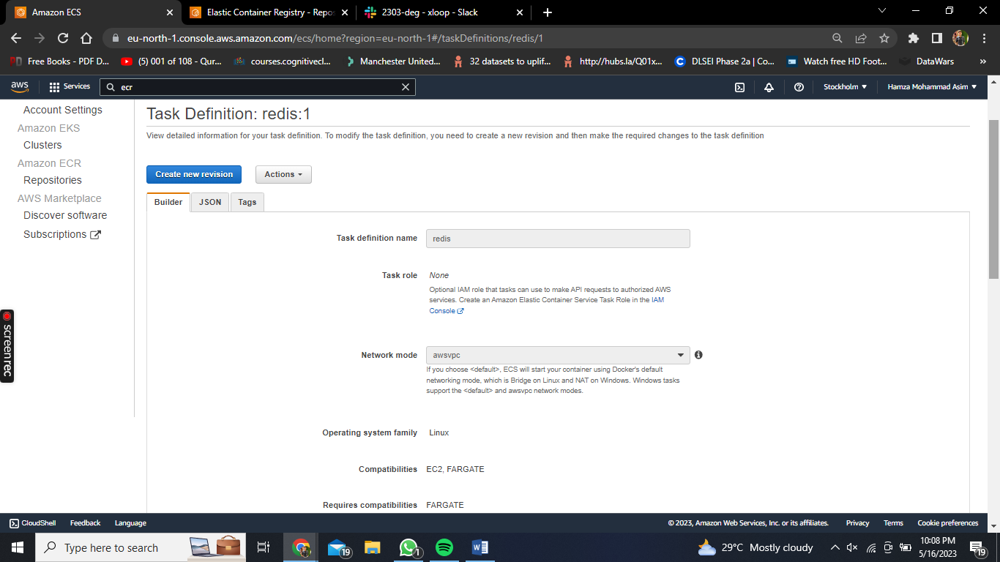 Amazon ECS
Elastic Container Registry - Repos
2303-deg - xloop - Slack
eu-north-1.console.aws.amazon.com/ecs/home?region=eu-north-1#/taskDefinitions/redis/1
Free Books - PDF D...
(5) 001 of 108 - Qur...
courses.cognitivecl...
Manchester United...
32 datasets to uplif...
http://hubs.la/Q01x...
DLSEI Phase 2a | Co...
Watch free HD Foot...
DataWars
aws
Services
ecr
Stockholm
Hamza Mohammad Asim
Account Settings
Amazon EKS
Clusters
Amazon ECR
Repositories
AWS Marketplace
Discover software
Subscriptions
Task Definition: redis:1
View detailed information for your task definition. To modify the task definition, you need to create a new revision and then make the required changes to the task definition
Create new revision
Actions
Builder
JSON
Tags
Task definition name
redis
Task role
None
Optional IAM role that tasks can use to make API requests to authorized AWS
services. Create an Amazon Elastic Container Service Task Role in the IAM
Console
Network mode
awsvpc
If you choose <default>, ECS will start your container using Docker's default
networking mode, which is Bridge on Linux and NAT on Windows. Windows tasks
support the <default> and awsvpc network modes.
Operating system family
Linux
Compatibilities
EC2, FARGATE
Requires compatibilities
FARGATE
screenrec
CloudShell
Feedback
Language
© 2023, Amazon Web Services, Inc. or its affiliates.
Privacy
Terms
Cookie preferences
Type here to search
19
1
29°C Mostly cloudy
10:08 PM
5/16/2023
19